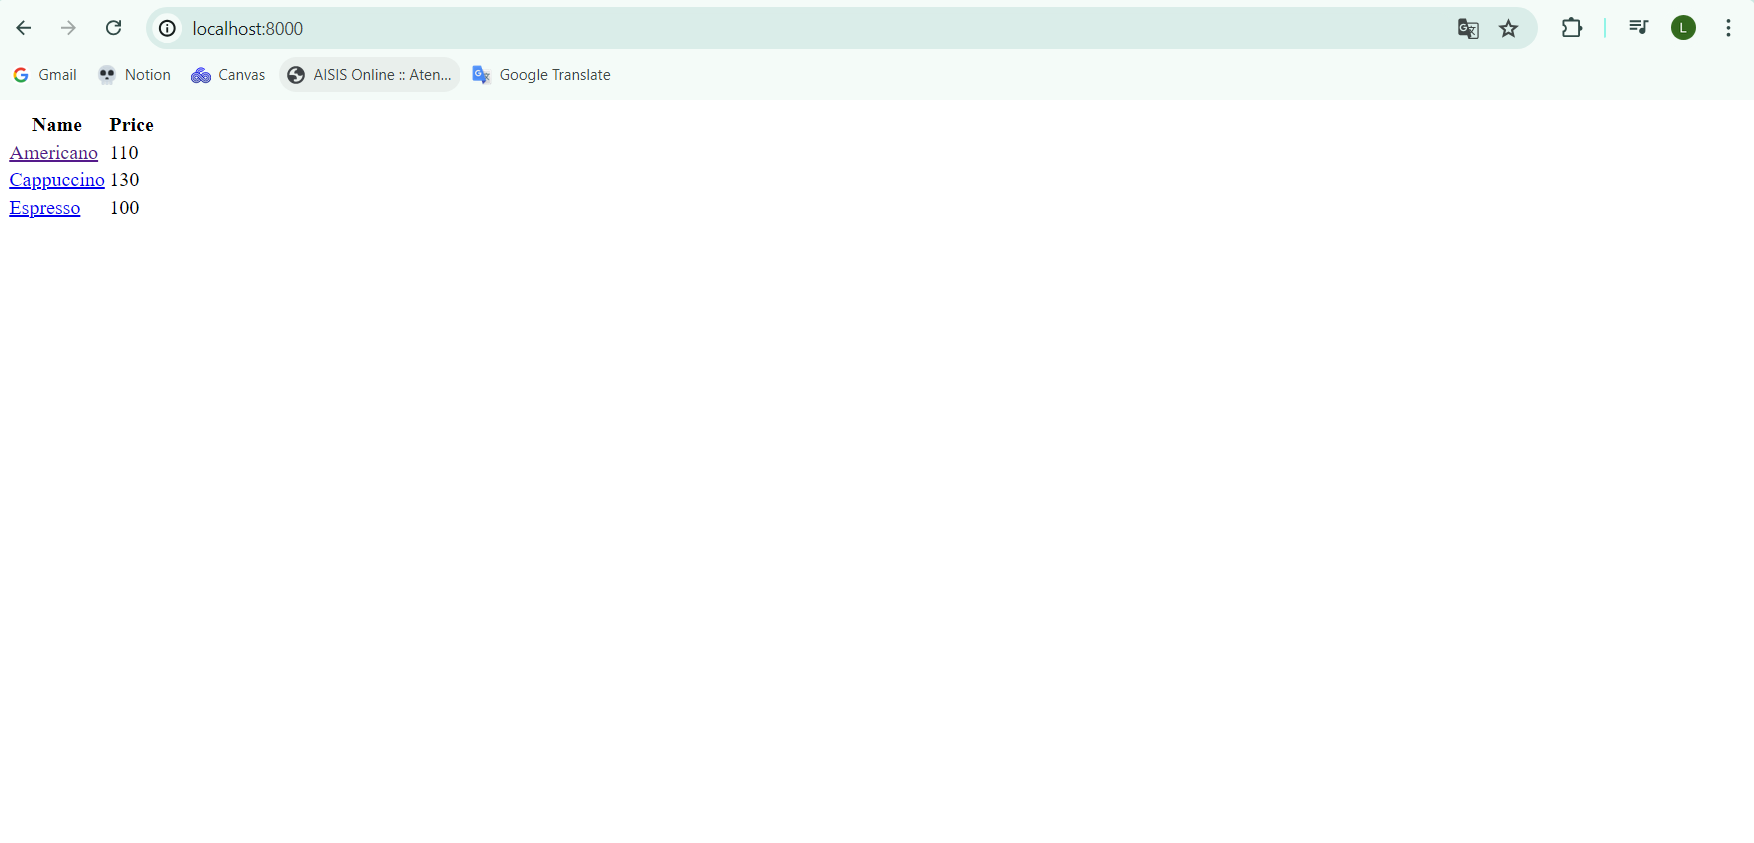 localhost:8000
L
Gmail Notion Canvas AISIS Online :: Aten... Google Translate
Name Price
Americano 110
Cappuccino 130
Espresso 100